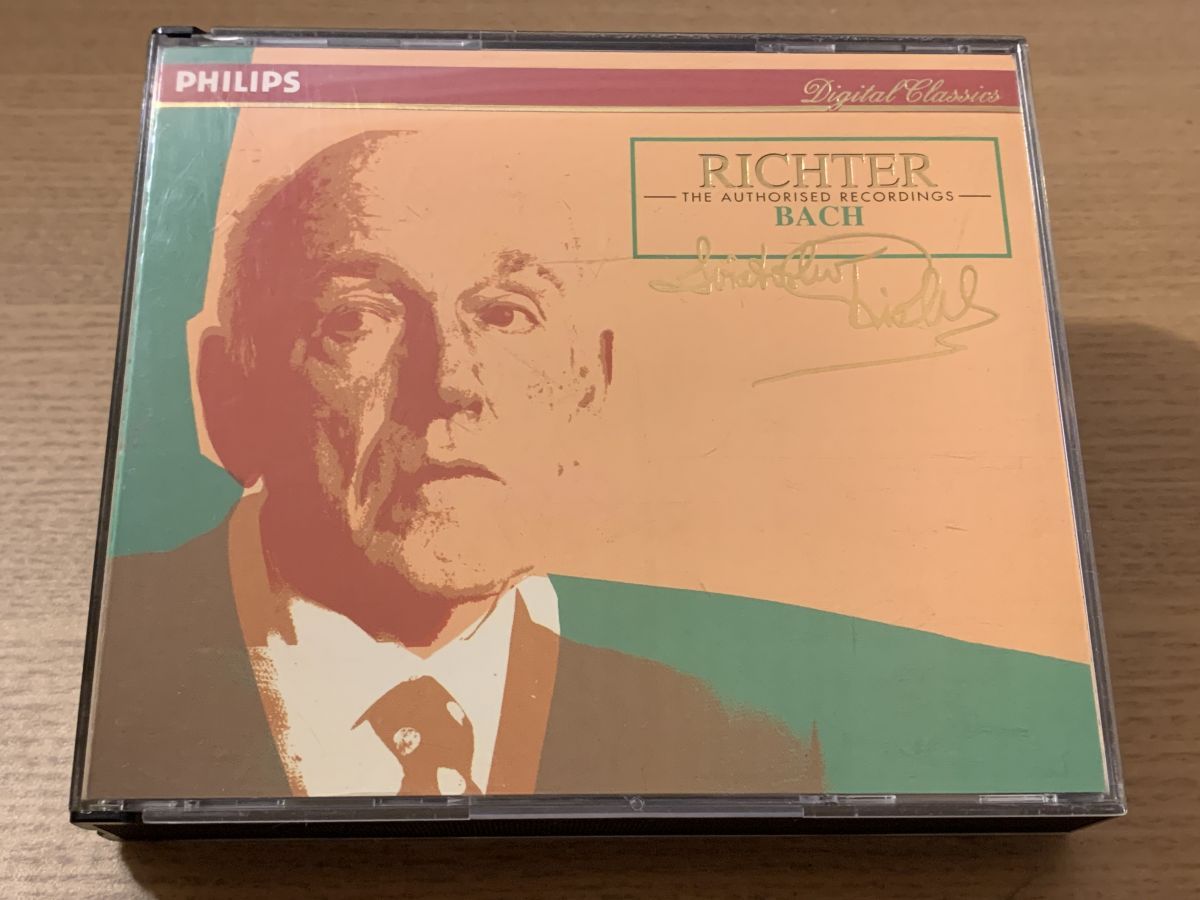 PHILIPS
Digital Classics
RICHTER
THE AUTHORISED RECORDINGS
BACH